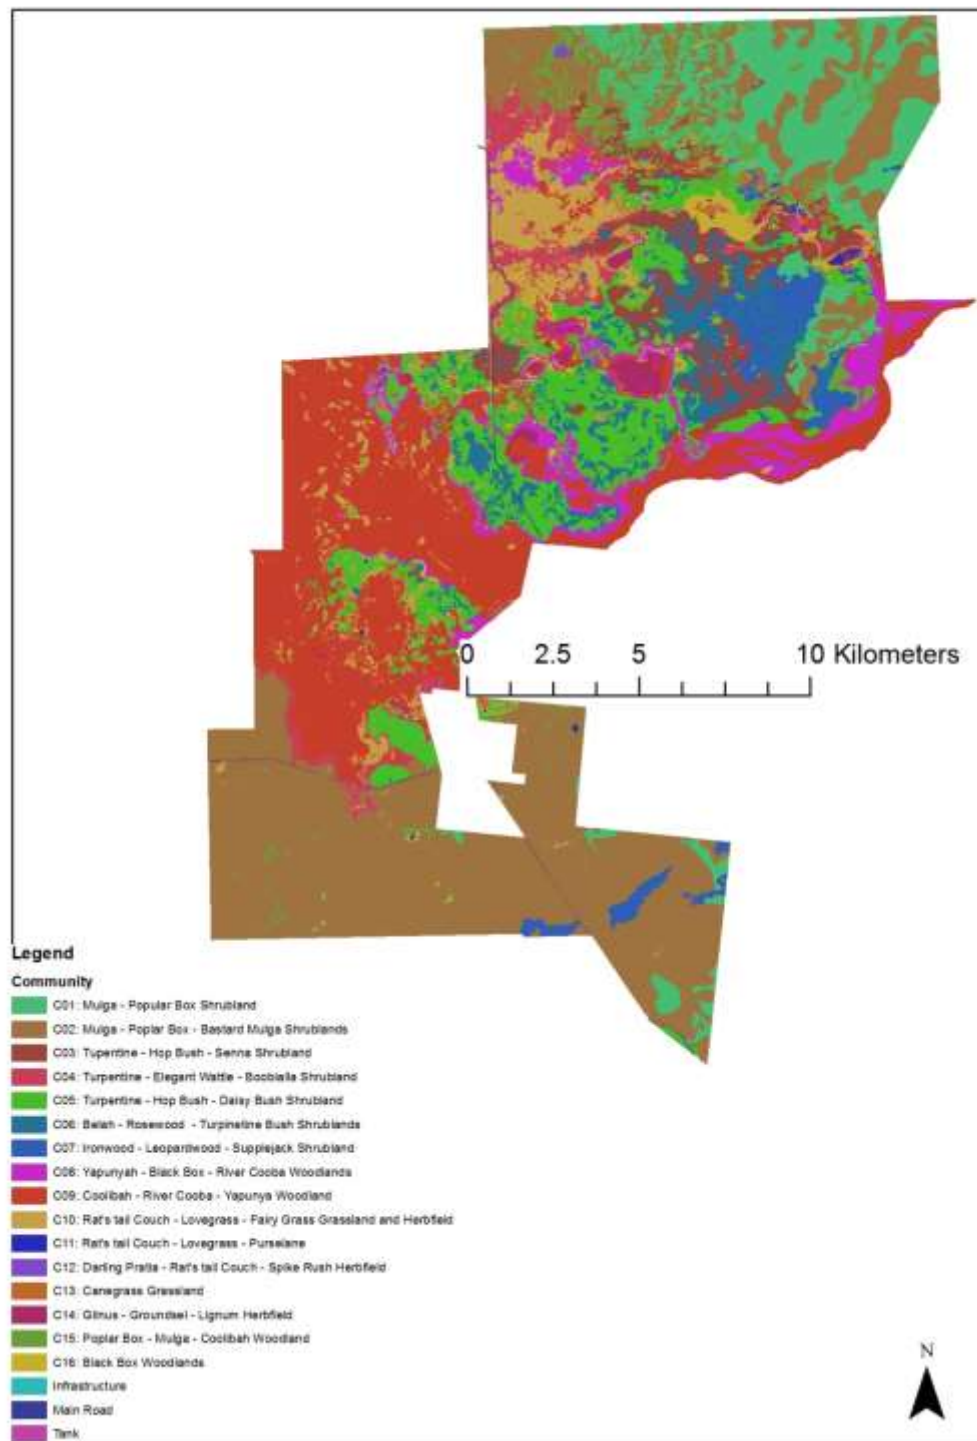 0 2.5 5 10 Kilometers
Legend
Community
C01: Mulga - Popular Box Shrubland
C02: Mulga - Poplar Box - Bastard Mulga Shrublands
C03: Tupentine - Hop Bush - Senna Shrubland
C04: Turpentine - Elegant Wattle - Boobialla Shrubland
C05: Turpentine - Hop Bush - Daisy Bush Shrubland
C06: Belah - Rosewood - Turpinetine Bush Shrublands
C07: Ironwood - Leopardwood - Supplejack Shrubland
C08: Yapunyah - Black Box - River Cooba Woodlands
C09: Coolibah - River Cooba - Yapunya Woodland
C10: Rat's tail Couch - Lovegrass - Fairy Grass Grassland and Herbfield
C11: Rat's tail Couch - Lovegrass - Purselane
C12: Darling Pratia - Rat's tail Couch - Spike Rush Herbfield
C13: Canegrass Grassland
C14: Glinus - Groundsel - Lignum Herbfield
C15: Poplar Box - Mulga - Coolibah Woodland
C16: Black Box Woodlands
Infrastructure
Main Road
Tank
N